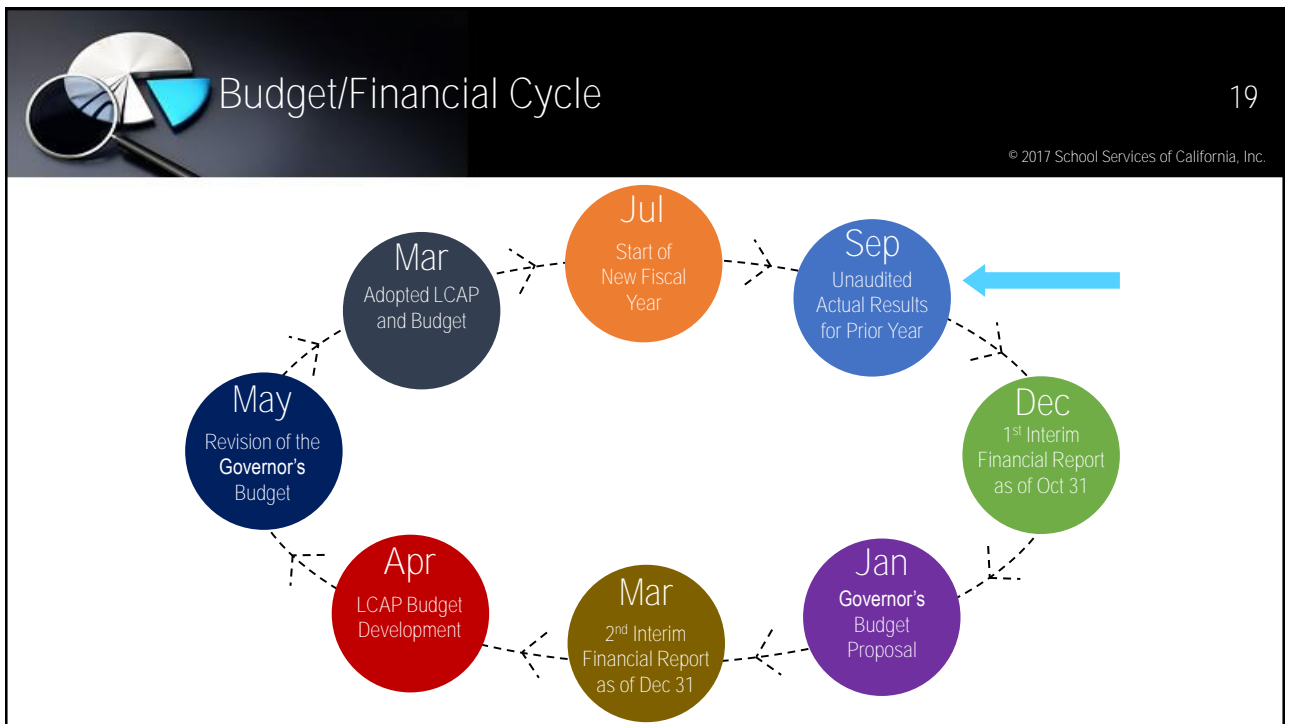 Budget/Financial Cycle
19
© 2017 School Services of California, Inc.
Jul
Start of
New Fiscal
Year
Sep
Unaudited
Actual Results
for Prior Year
Dec
1st Interim
Financial Report
as of Oct 31
Jan
Governor's
Budget
Proposal
Mar
2nd Interim
Financial Report
as of Dec 31
Apr
LCAP Budget
Development
May
Revision of the
Governor's
Budget
Mar
Adopted LCAP
and Budget